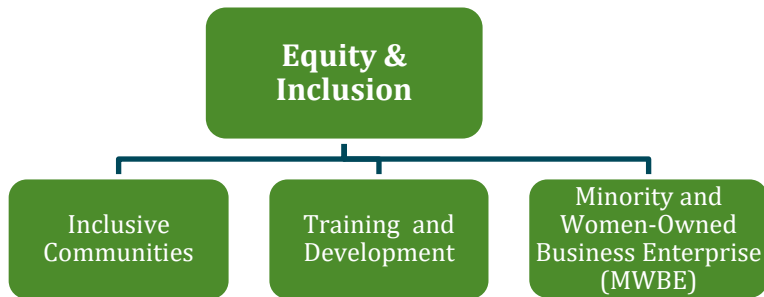 Equity &
Inclusion
Inclusive
Communities
Training and
Development
Minority and
Women-Owned
Business Enterprise
(MWBE)